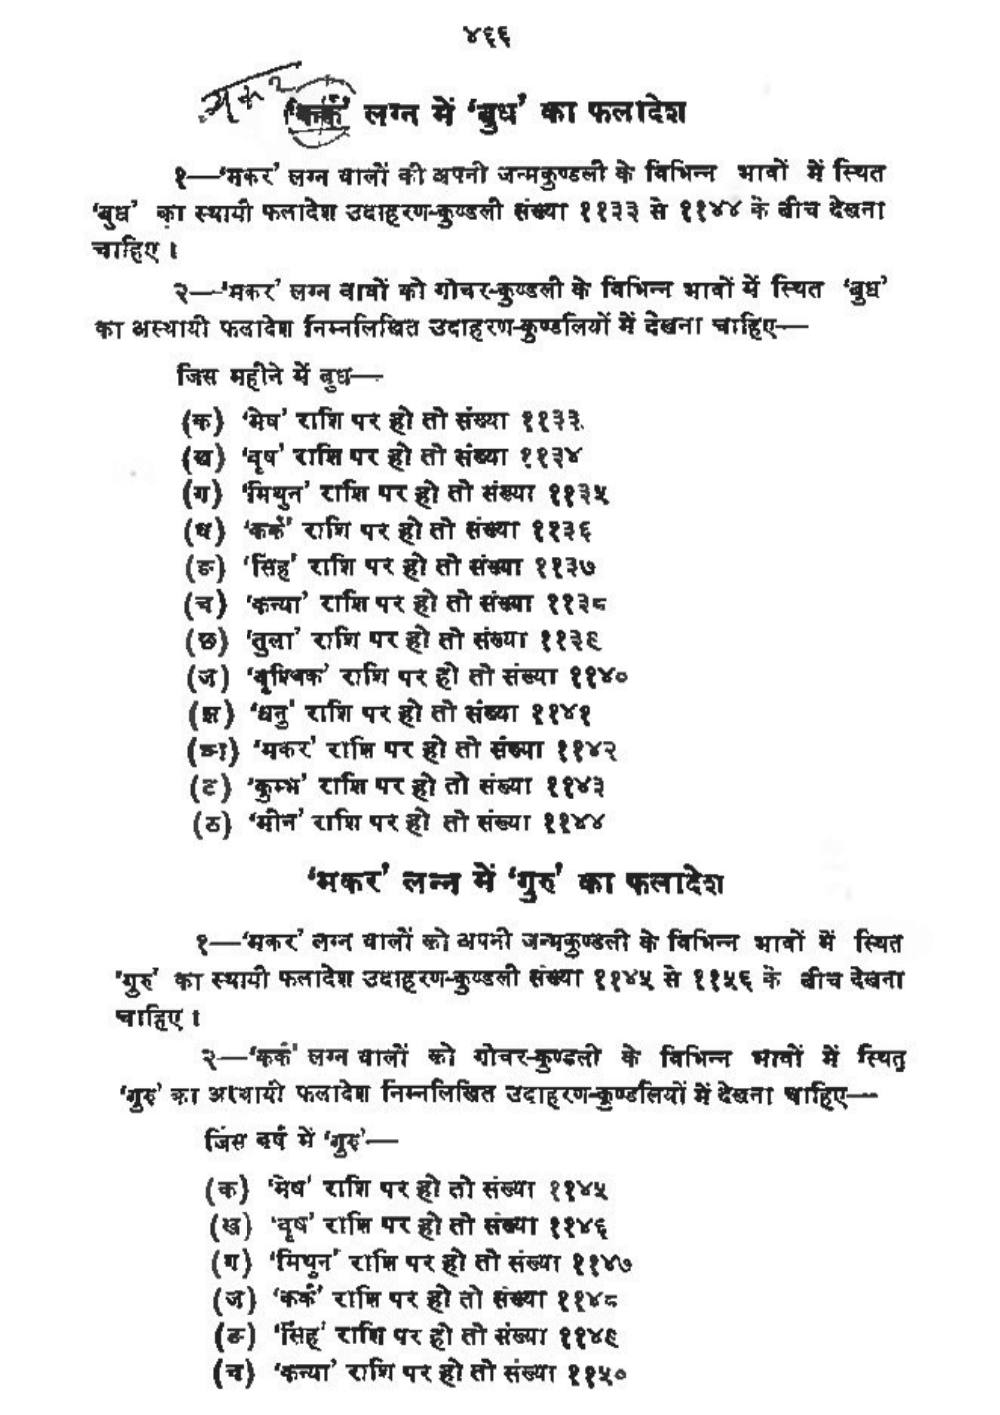 ४६६
मकर
'कर्क' लग्न में 'बुध' का फलादेश
१—'मकर' लग्न वालों की अपनी जन्मकुण्डली के विभिन्न भावों में स्थित
'बुध' का स्थायी फलादेश उदाहरण-कुण्डली संख्या ११३३ से ११४४ के बीच देखना
चाहिए ।
२—'मकर' लग्न वालों को गोचर-कुण्डली के विभिन्न भावों में स्थित 'बुध'
का अस्थायी फलादेश निम्नलिखित उदाहरण-कुण्डलियों में देखना चाहिए—
जिस महीने में बुध—
(क) 'मेष' राशि पर हो तो संख्या ११३३
(ख) 'वृष' राशि पर हो तो संख्या ११३४
(ग) 'मिथुन' राशि पर हो तो संख्या ११३५
(घ) 'कर्क' राशि पर हो तो संख्या ११३६
(ङ) 'सिंह' राशि पर हो तो संख्या ११३७
(च) 'कन्या' राशि पर हो तो संख्या ११३८
(छ) 'तुला' राशि पर हो तो संख्या ११३९
(ज) 'वृश्चिक' राशि पर हो तो संख्या ११४०
(झ) 'धनु' राशि पर हो तो संख्या ११४१
(ञ) 'मकर' राशि पर हो तो संख्या ११४२
(ट) 'कुम्भ' राशि पर हो तो संख्या ११४३
(ठ) 'मीन' राशि पर हो तो संख्या ११४४
'मकर' लग्न में 'गुरु' का फलादेश
१—'मकर' लग्न वालों को अपनी जन्मकुण्डली के विभिन्न भावों में स्थित
'गुरु' का स्थायी फलादेश उदाहरण-कुण्डली संख्या ११४५ से ११५६ के बीच देखना
चाहिए ।
२—'कर्क' लग्न वालों को गोचर-कुण्डली के विभिन्न भावों में स्थित
'गुरु' का अस्थायी फलादेश निम्नलिखित उदाहरण-कुण्डलियों में देखना चाहिए—
जिस वर्ष में 'गुरु'—
(क) 'मेष' राशि पर हो तो संख्या ११४५
(ख) 'वृष' राशि पर हो तो संख्या ११४६
(ग) 'मिथुन' राशि पर हो तो संख्या ११४७
(ज) 'कर्क' राशि पर हो तो संख्या ११४८
(ङ) 'सिंह' राशि पर हो तो संख्या ११४९
(च) 'कन्या' राशि पर हो तो संख्या ११५०